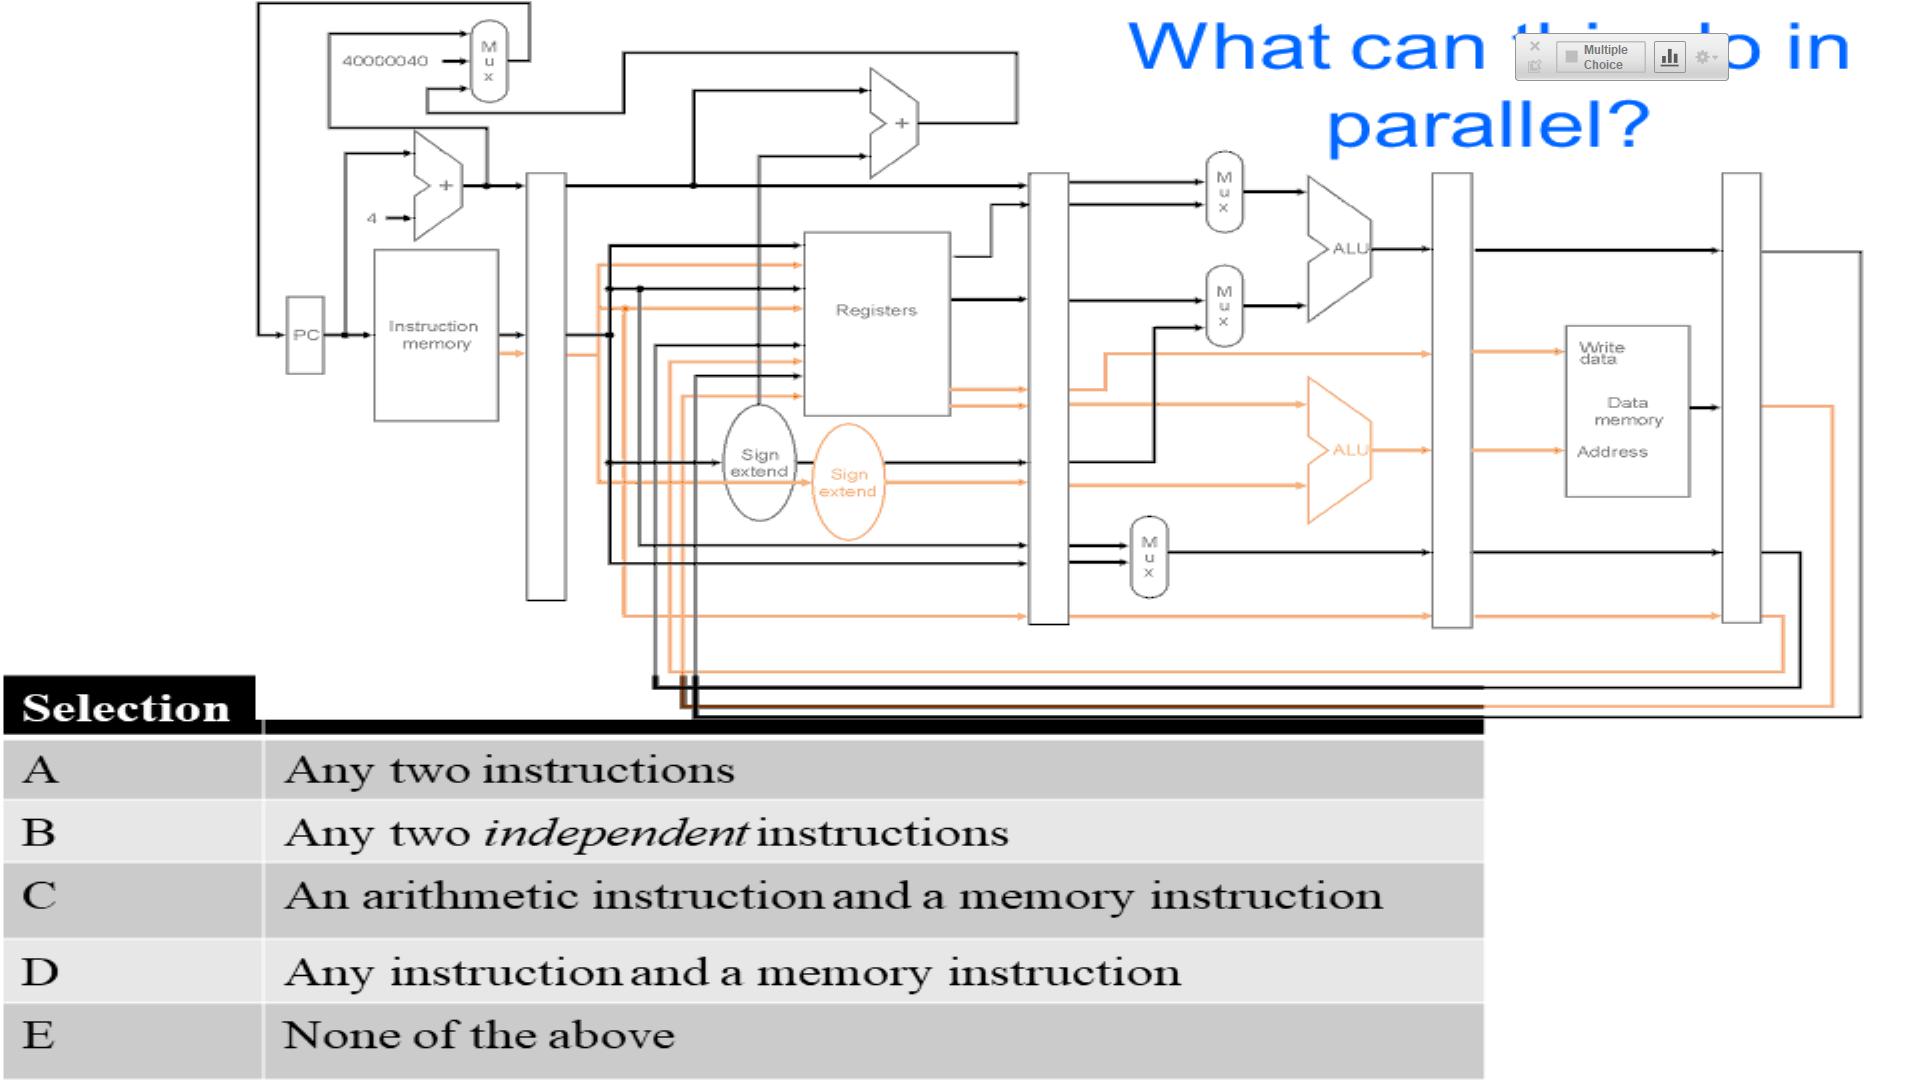 What can this do in
parallel?
Multiple
Choice
M
u
x
40000040
+
4
PC
Instruction
memory
+
Registers
Sign
extend
Sign
extend
M
u
x
M
u
x
ALU
ALU
M
u
x
Write
data
Data
memory
Address
Selection
A Any two instructions
B Any two independent instructions
C An arithmetic instruction and a memory instruction
D Any instruction and a memory instruction
E None of the above